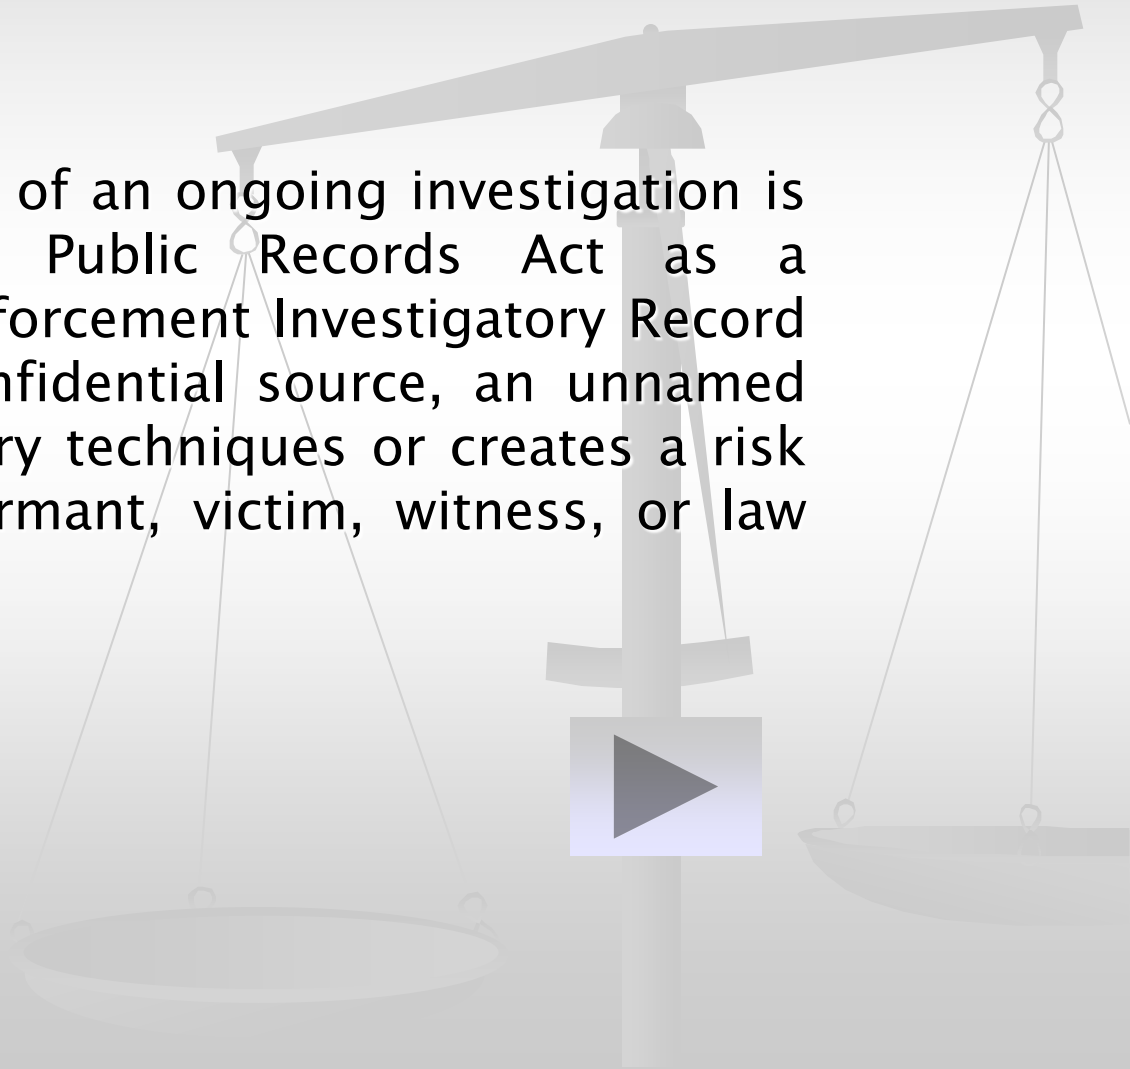 of an ongoing investigation is
Public Records Act as a
forcement Investigatory Record
nfidential source, an unnamed
ry techniques or creates a risk
rmant, victim, witness, or law